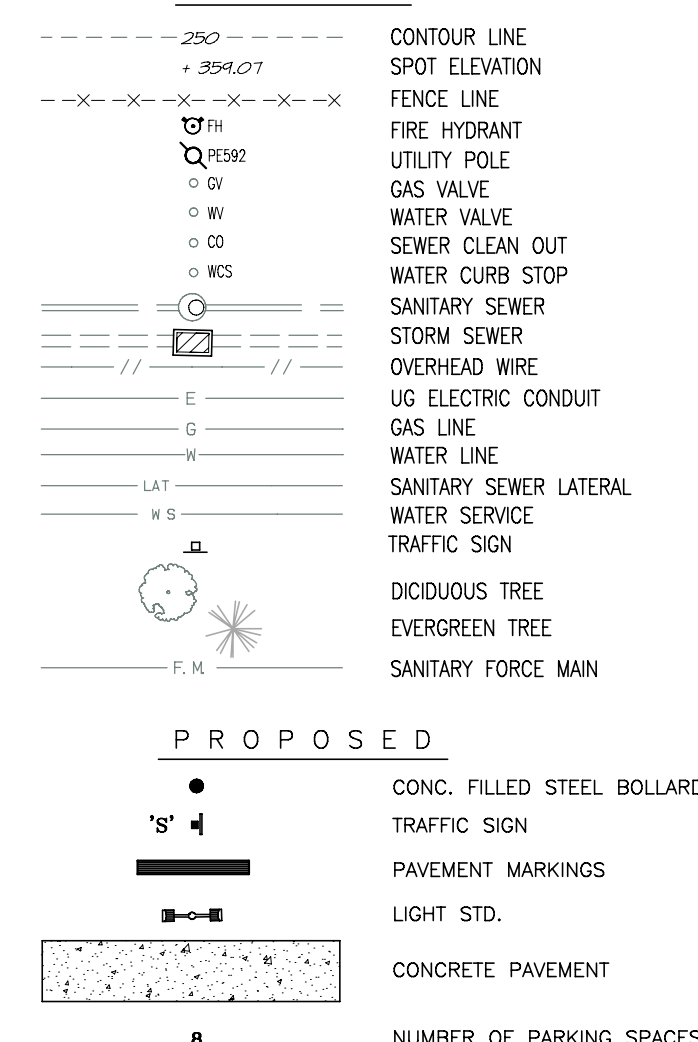 250 CONTOUR LINE
+ 359.07 SPOT ELEVATION
FENCE LINE
FH FIRE HYDRANT
PE592 UTILITY POLE
GV GAS VALVE
WV WATER VALVE
CO SEWER CLEAN OUT
WCS WATER CURB STOP
SANITARY SEWER
STORM SEWER
OVERHEAD WIRE
E UG ELECTRIC CONDUIT
G GAS LINE
W WATER LINE
LAT SANITARY SEWER LATERAL
WS WATER SERVICE
TRAFFIC SIGN
DICIDUOUS TREE
EVERGREEN TREE
F.M. SANITARY FORCE MAIN
PROPOSED
CONC. FILLED STEEL BOLLARD
'S' TRAFFIC SIGN
PAVEMENT MARKINGS
LIGHT STD.
CONCRETE PAVEMENT
8 NUMBER OF PARKING SPACES